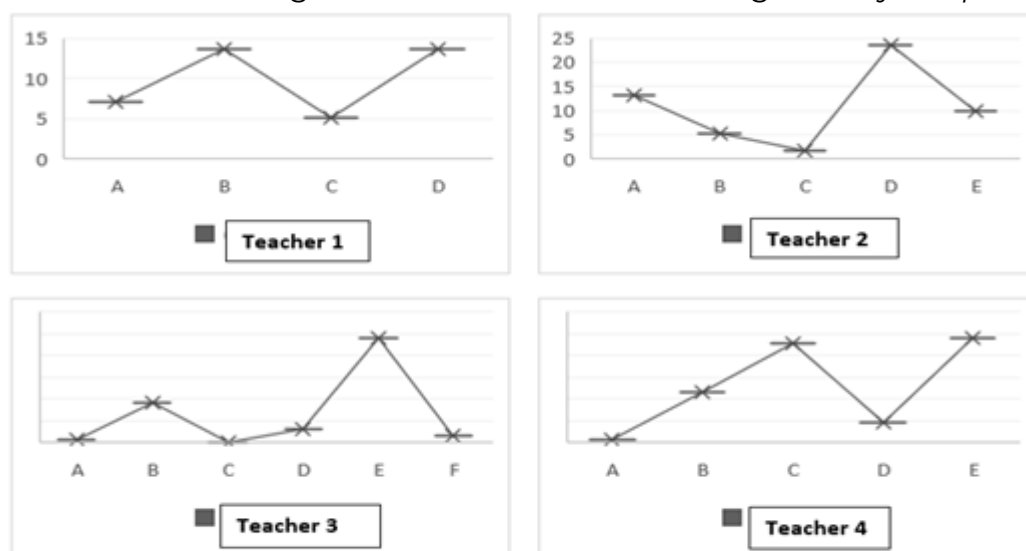 15
10
5
0
A B C D
Teacher 1
25
20
15
10
5
0
A B C D E
Teacher 2
A B C D E F
Teacher 3
A B C D E
Teacher 4